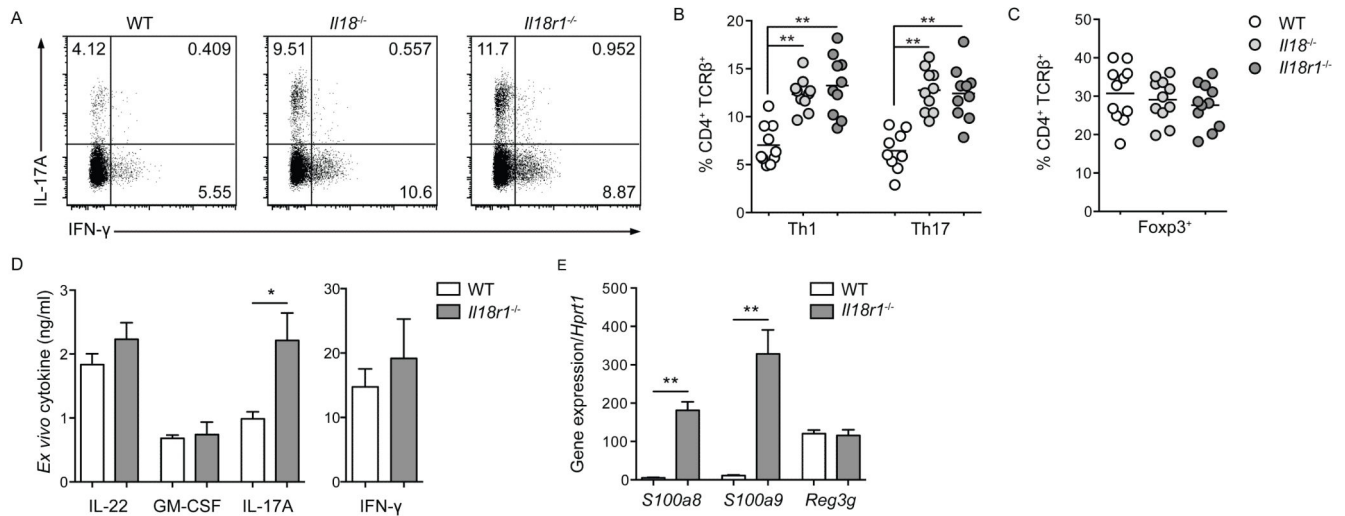 A
WT
Il18-/-
Il18r1-/-
IL-17A
4.12
0.409
5.55
9.51
0.557
10.6
11.7
0.952
8.87
IFN-γ
B
% CD4+ TCRβ+
20
15
10
5
0
**
**
**
**
Th1
Th17
C
% CD4+ TCRβ+
50
40
30
20
10
0
Foxp3+
WT
Il18-/-
Il18r1-/-
D
Ex vivo cytokine (ng/ml)
3
2
1
0
*
IL-22
GM-CSF
IL-17A
30
20
10
0
IFN-γ
WT
Il18r1-/-
E
Gene expression/Hprt1
500
400
300
200
100
0
**
**
S100a8
S100a9
Reg3g
WT
Il18r1-/-